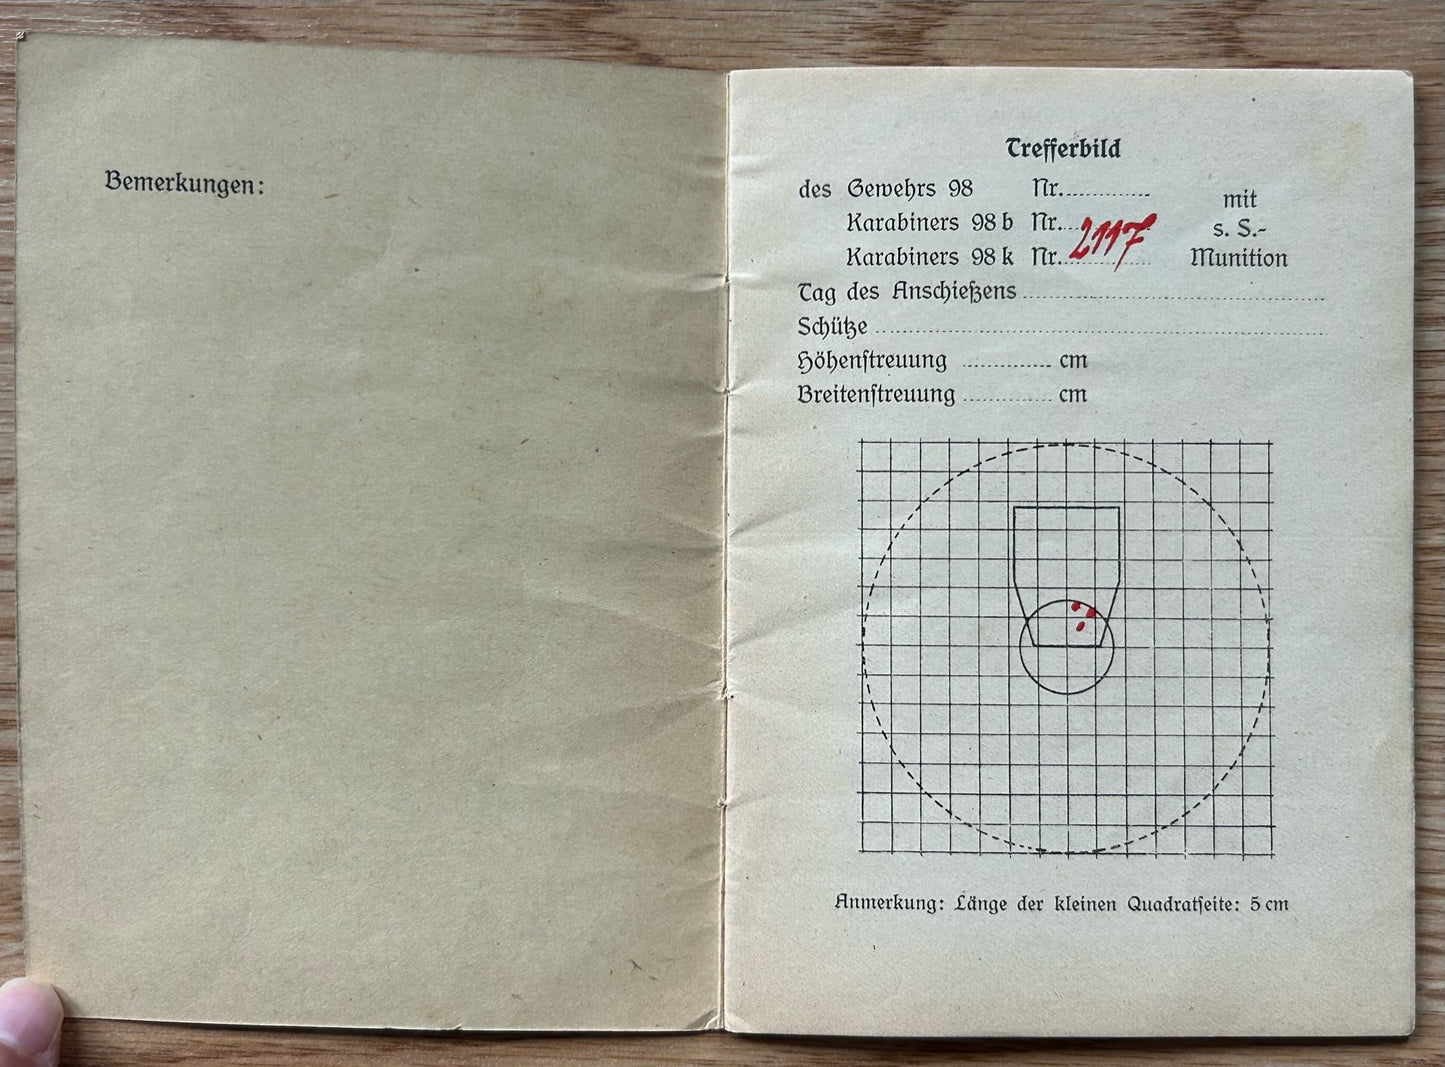 Bemerkungen:
Trefferbild
des Gewehrs 98 Nr.
Karabiners 98 b Nr.
Karabiners 98 k Nr. 2117
mit
s. S.-
Munition
Tag des Anschießens
Schütze
Höhenstreuung cm
Breitenstreuung cm
Anmerkung: Länge der kleinen Quadratseite: 5 cm